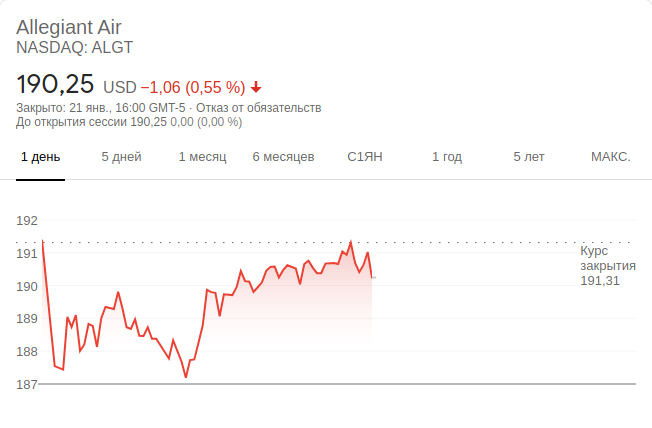 Allegiant Air
NASDAQ: ALGT
190,25 USD −1,06 (0,55 %)
Закрыто: 21 янв., 16:00 GMT-5 · Отказ от обязательств
До открытия сессии 190,25 0,00 (0,00 %)
1 день 5 дней 1 месяц 6 месяцев С1ЯН 1 год 5 лет МАКС.
192
191
190
189
188
187
Курс
закрытия
191,31